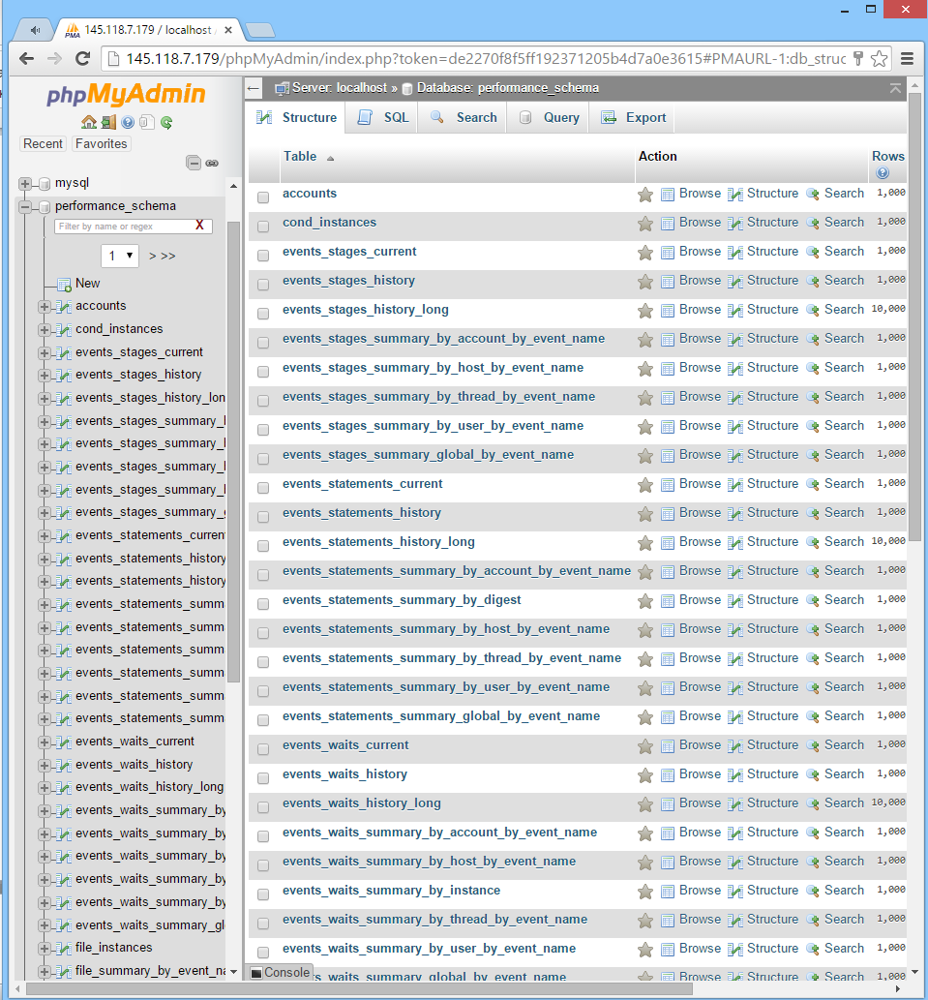 145.118.7.179 / localhost
145.118.7.179/phpMyAdmin/index.php?token=de2270f8f5ff192371205b4d7a0e3615#PMAURL-1:db_struc
phpMyAdmin
Recent Favorites
mysql
performance_schema
Filter by name or regex X
1 > >>
New
accounts
cond_instances
events_stages_current
events_stages_history
events_stages_history_lon
events_stages_summary_
events_stages_summary_
events_stages_summary_
events_stages_summary_
events_stages_summary_
events_statements_current
events_statements_history
events_statements_history
events_statements_summ
events_statements_summ
events_statements_summ
events_statements_summ
events_statements_summ
events_statements_summ
events_waits_current
events_waits_history
events_waits_history_long
events_waits_summary_by
events_waits_summary_by
events_waits_summary_by
events_waits_summary_by
events_waits_summary_by
events_waits_summary_gl
file_instances
file_summary_by_event_na
Server: localhost » Database: performance_schema
Structure SQL Search Query Export
Table Action Rows
accounts Browse Structure Search 1,000
cond_instances Browse Structure Search 1,000
events_stages_current Browse Structure Search 1,000
events_stages_history Browse Structure Search 1,000
events_stages_history_long Browse Structure Search 10,000
events_stages_summary_by_account_by_event_name Browse Structure Search 1,000
events_stages_summary_by_host_by_event_name Browse Structure Search 1,000
events_stages_summary_by_thread_by_event_name Browse Structure Search 1,000
events_stages_summary_by_user_by_event_name Browse Structure Search 1,000
events_stages_summary_global_by_event_name Browse Structure Search 1,000
events_statements_current Browse Structure Search 1,000
events_statements_history Browse Structure Search 1,000
events_statements_history_long Browse Structure Search 10,000
events_statements_summary_by_account_by_event_name Browse Structure Search 1,000
events_statements_summary_by_digest Browse Structure Search 1,000
events_statements_summary_by_host_by_event_name Browse Structure Search 1,000
events_statements_summary_by_thread_by_event_name Browse Structure Search 1,000
events_statements_summary_by_user_by_event_name Browse Structure Search 1,000
events_statements_summary_global_by_event_name Browse Structure Search 1,000
events_waits_current Browse Structure Search 1,000
events_waits_history Browse Structure Search 1,000
events_waits_history_long Browse Structure Search 10,000
events_waits_summary_by_account_by_event_name Browse Structure Search 1,000
events_waits_summary_by_host_by_event_name Browse Structure Search 1,000
events_waits_summary_by_instance Browse Structure Search 1,000
events_waits_summary_by_thread_by_event_name Browse Structure Search 1,000
events_waits_summary_by_user_by_event_name Browse Structure Search 1,000
events_waits_summary_global_by_event_name Browse Structure Search 1,000
Console